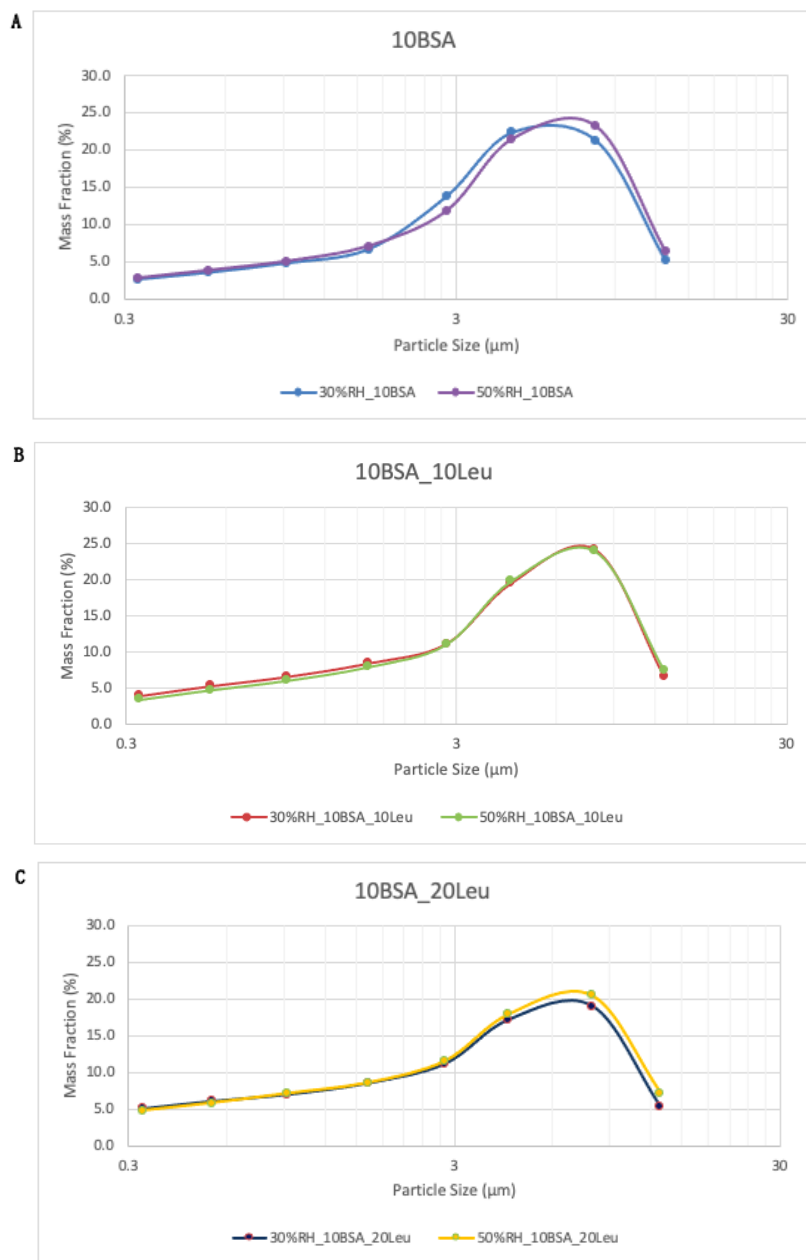 A
10BSA
30.0
25.0
20.0
15.0
10.0
5.0
0.0
Mass Fraction (%)
0.3
3
30
Particle Size (μm)
30%RH_10BSA
50%RH_10BSA
B
10BSA_10Leu
30.0
25.0
20.0
15.0
10.0
5.0
0.0
Mass Fraction (%)
0.3
3
30
Particle Size (μm)
30%RH_10BSA_10Leu
50%RH_10BSA_10Leu
C
10BSA_20Leu
30.0
25.0
20.0
15.0
10.0
5.0
0.0
Mass Fraction (%)
0.3
3
30
Particle Size (μm)
30%RH_10BSA_20Leu
50%RH_10BSA_20Leu